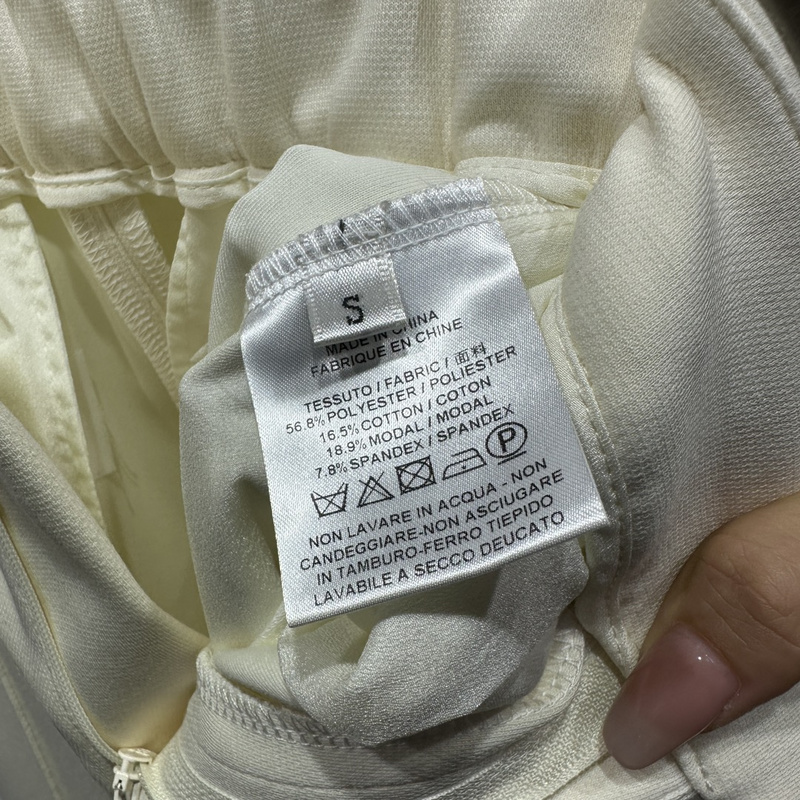 S
MADE IN CHINA
FABRIQUE EN CHINE
TESSUTO / FABRIC / 面料
56.8% POLYESTER / POLIESTER
16.5% COTTON / COTON
18.9% MODAL / MODAL
7.8% SPANDEX / SPANDEX
P
NON LAVARE IN ACQUA - NON
CANDEGGIARE-NON ASCIUGARE
IN TAMBURO-FERRO TIEPIDO
LAVABILE A SECCO DEUCATO